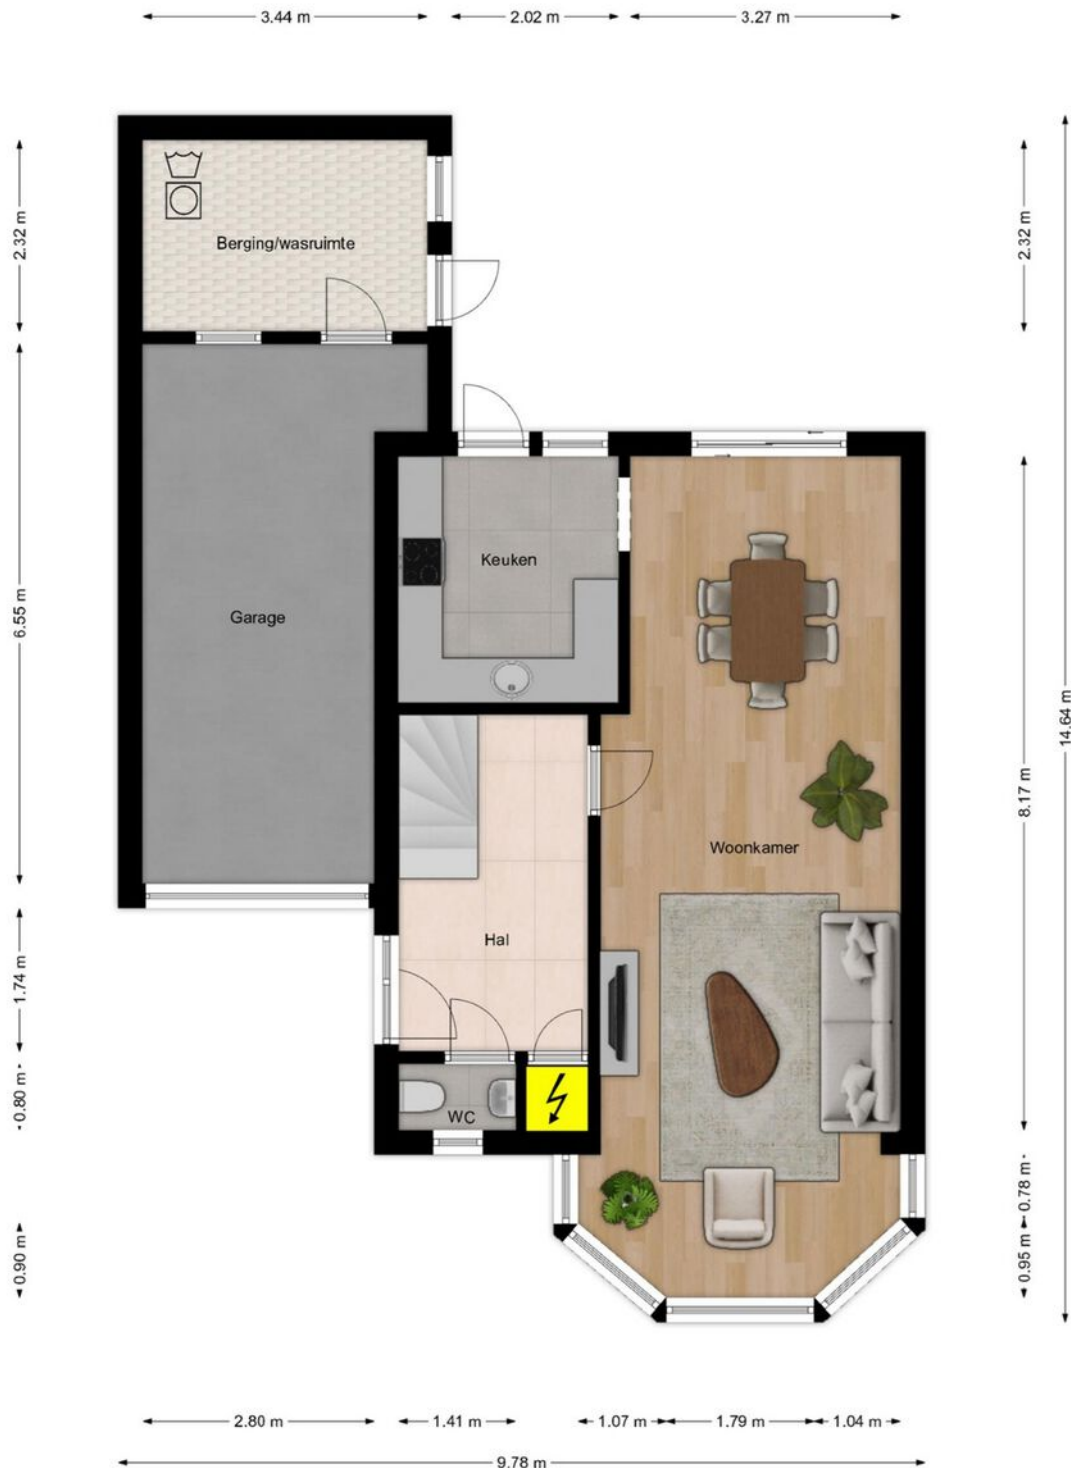 3.44 m
2.02 m
3.27 m
2.32 m
2.32 m
Berging/wasruimte
6.55 m
Keuken
Garage
14.64 m
8.17 m
Woonkamer
1.74 m
Hal
0.80 m
WC
0.78 m
0.90 m
0.95 m
2.80 m
1.41 m
1.07 m
1.79 m
1.04 m
9.78 m